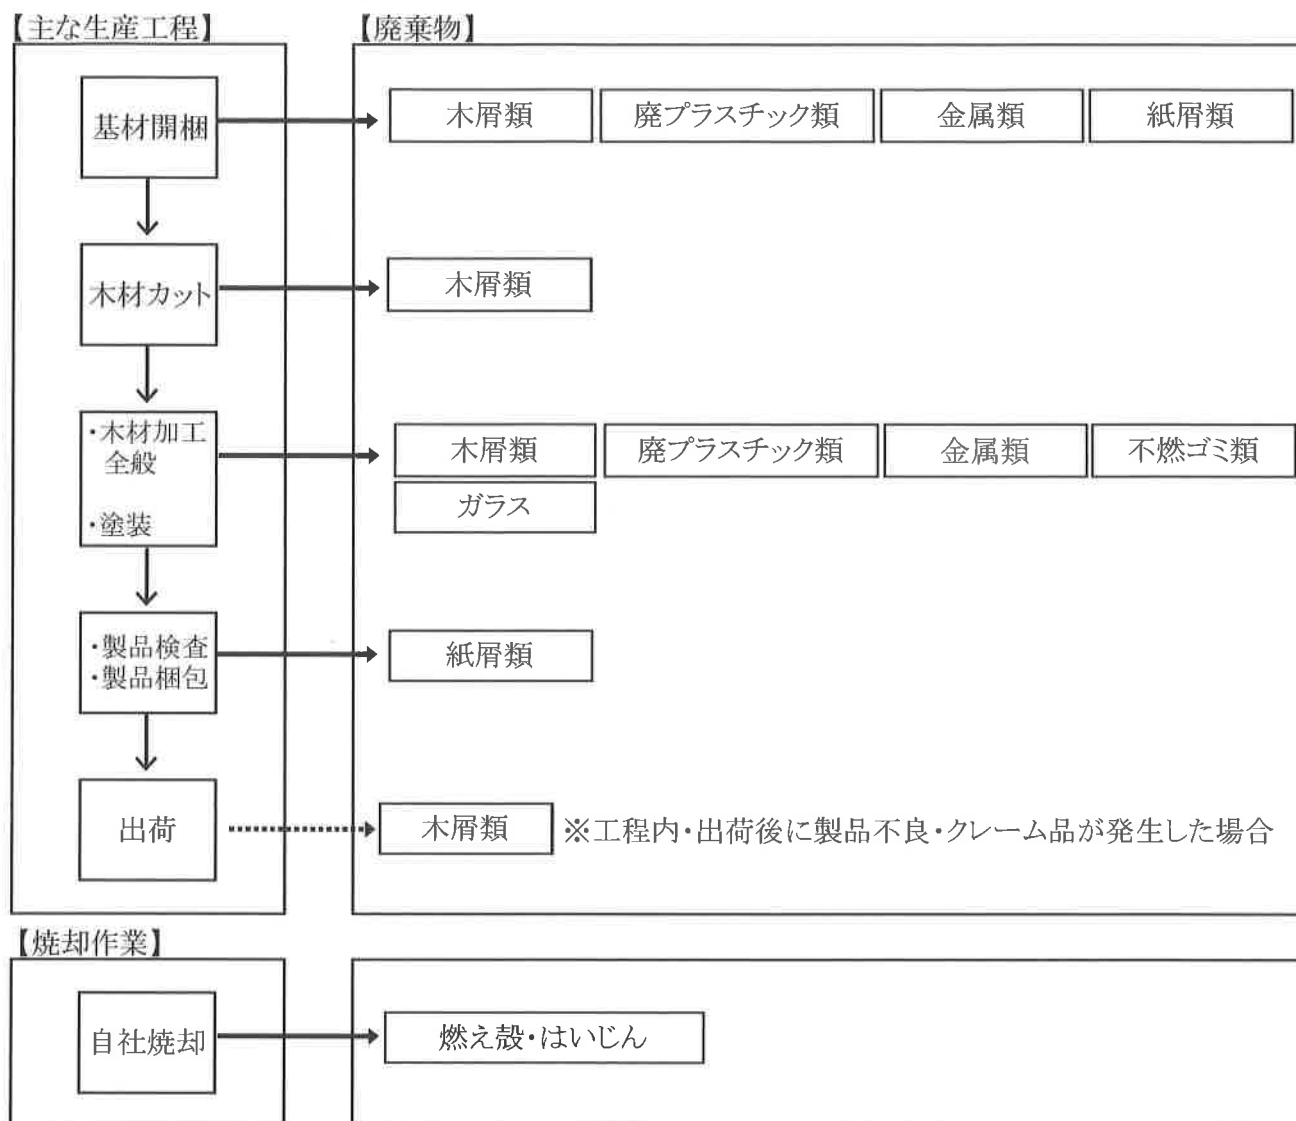 【主な生産工程】
【廃棄物】
基材開梱
木屑類
廃プラスチック類
金属類
紙屑類
木材カット
木屑類
・木材加工
全般
・塗装
木屑類
廃プラスチック類
金属類
不燃ゴミ類
ガラス
・製品検査
・製品梱包
紙屑類
出荷
木屑類
※工程内・出荷後に製品不良・クレーム品が発生した場合
【焼却作業】
自社焼却
燃え殻・はいじん